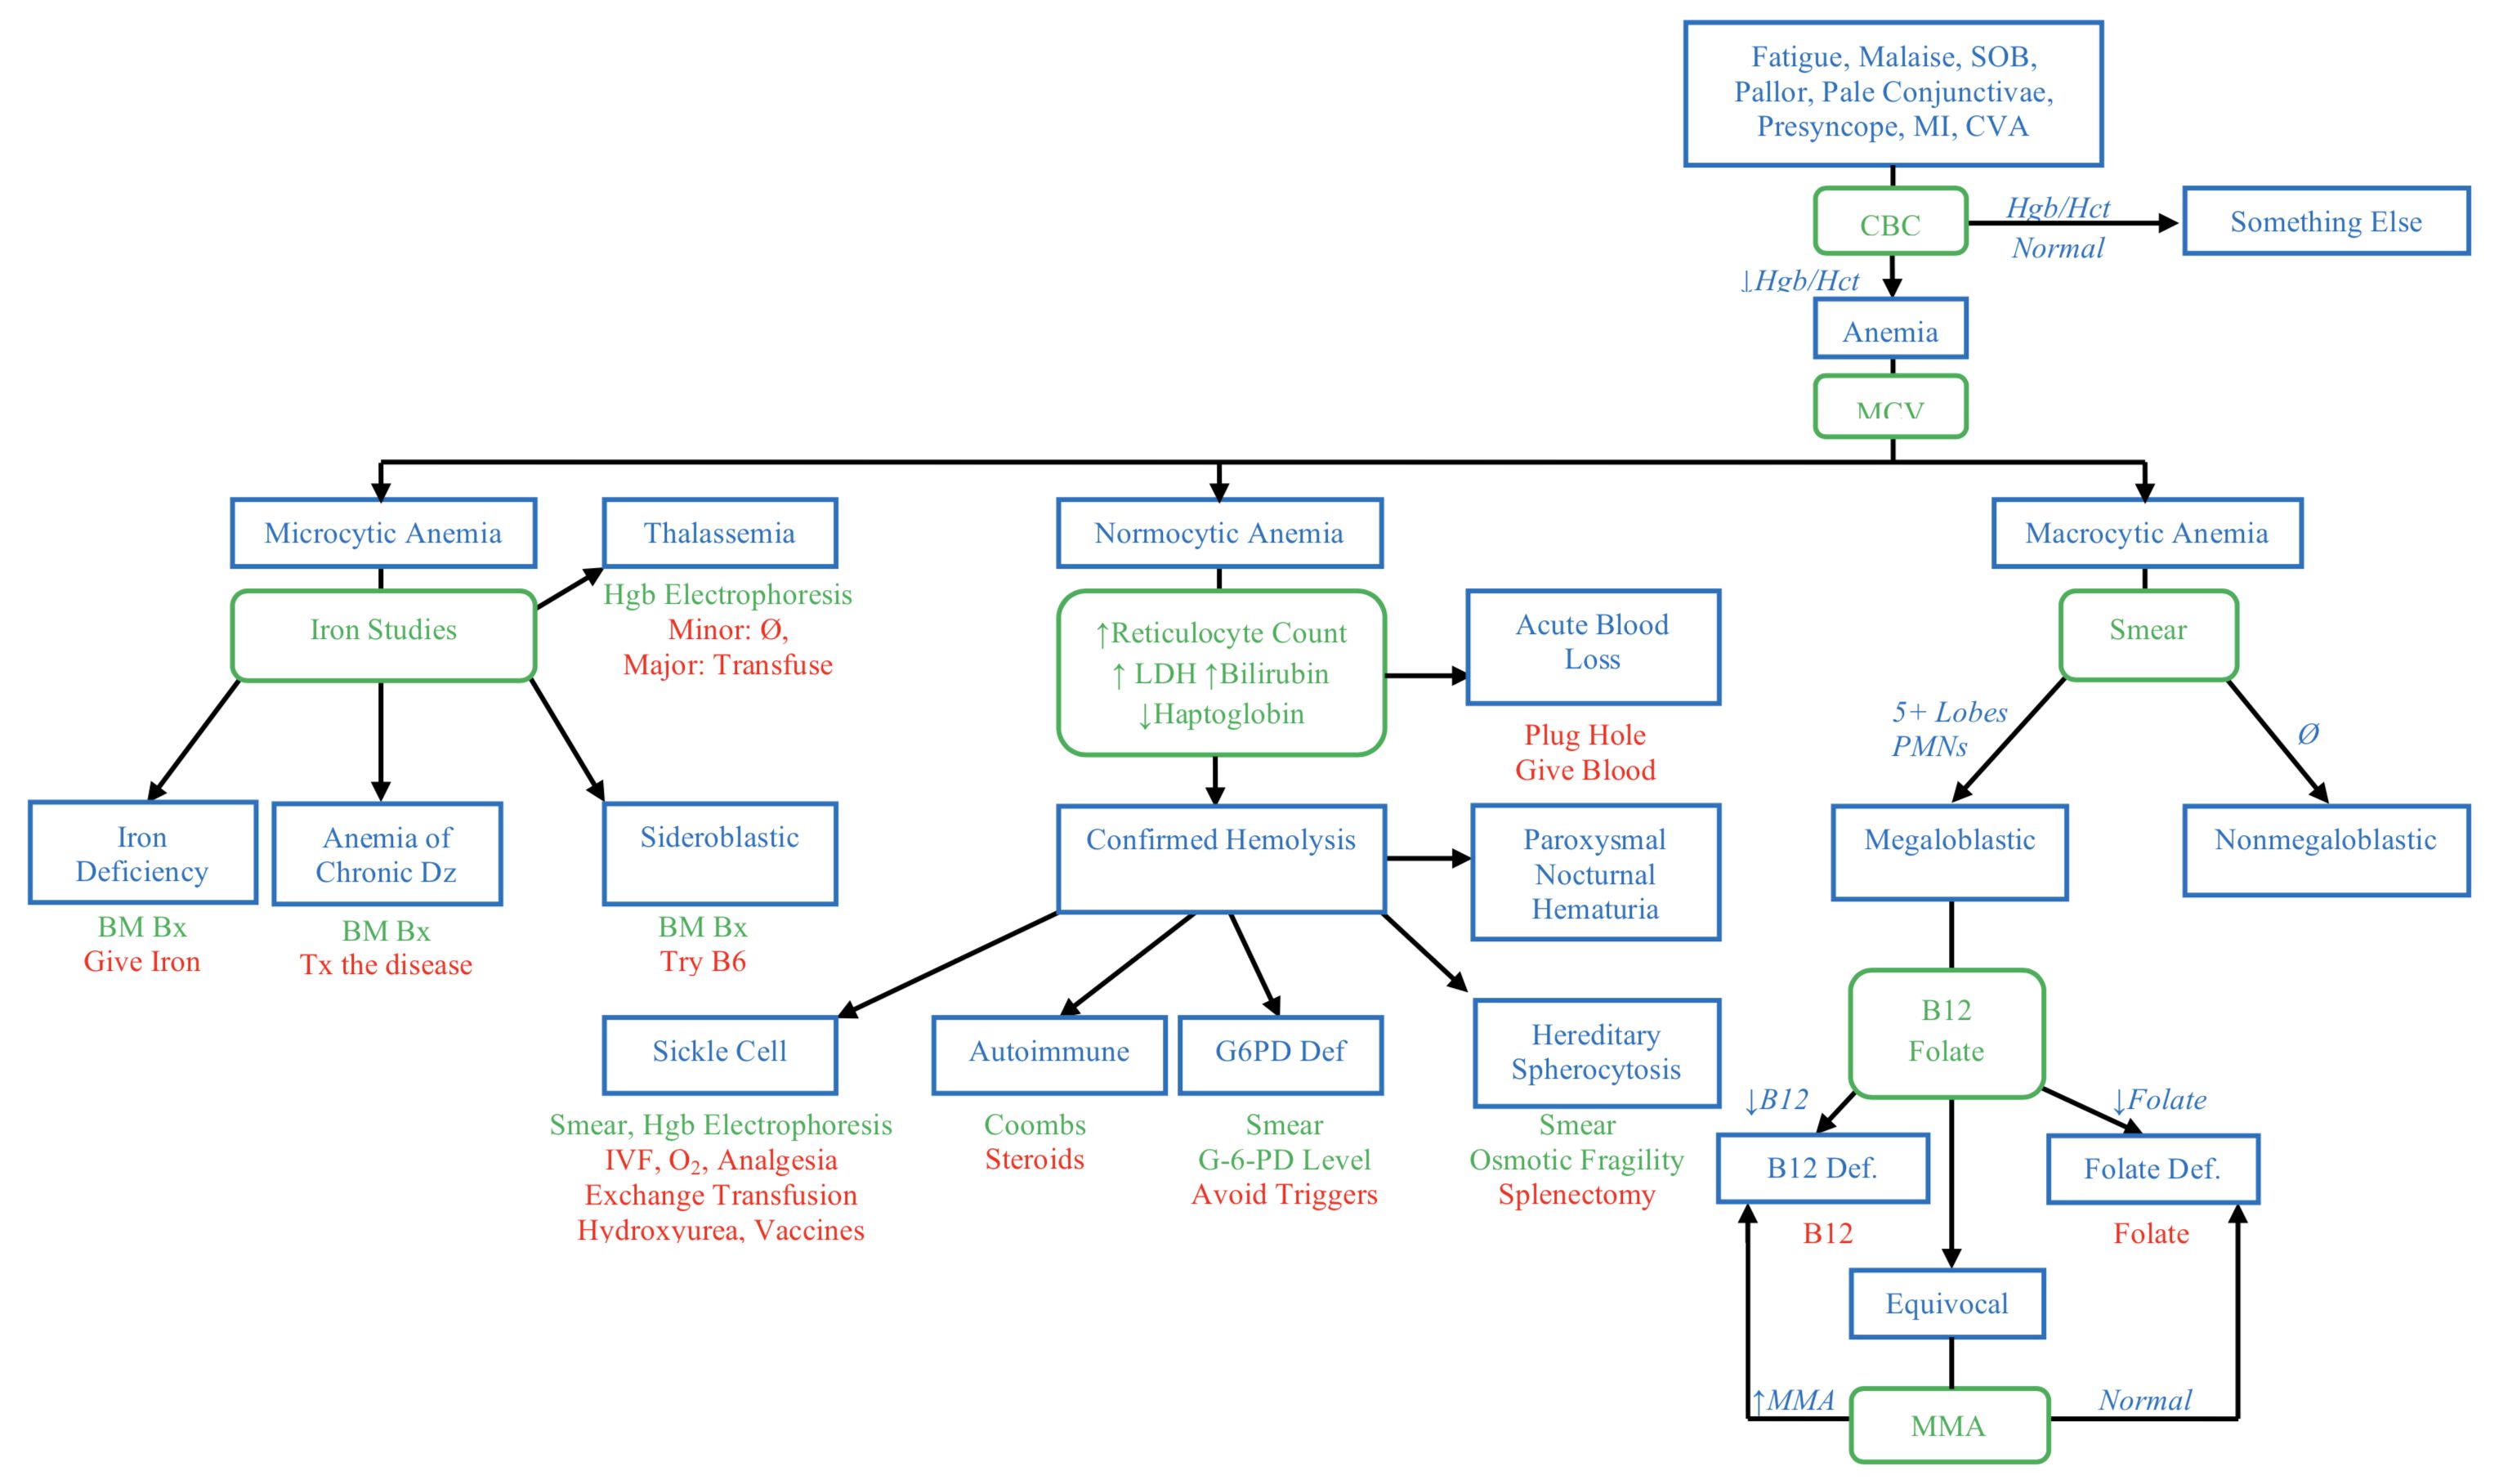 Fatigue, Malaise, SOB,
Pallor, Pale Conjunctivae,
Presyncope, MI, CVA
CBC
Hgb/Hct
Normal
Something Else
↓Hgb/Hct
Anemia
MCV
Microcytic Anemia
Thalassemia
Hgb Electrophoresis
Minor: Ø,
Major: Transfuse
Iron Studies
Iron
Deficiency
BM Bx
Give Iron
Anemia of
Chronic Dz
BM Bx
Tx the disease
Sideroblastic
BM Bx
Try B6
Normocytic Anemia
↑Reticulocyte Count
↑ LDH ↑Bilirubin
↓Haptoglobin
Acute Blood
Loss
Plug Hole
Give Blood
Confirmed Hemolysis
Paroxysmal
Nocturnal
Hematuria
Sickle Cell
Smear, Hgb Electrophoresis
IVF, O₂, Analgesia
Exchange Transfusion
Hydroxyurea, Vaccines
Autoimmune
Coombs
Steroids
G6PD Def
Smear
G-6-PD Level
Avoid Triggers
Hereditary
Spherocytosis
Smear
Osmotic Fragility
Splenectomy
Macrocytic Anemia
Smear
5+ Lobes
PMNs
Ø
Megaloblastic
Nonmegaloblastic
B12
Folate
↓B12
↓Folate
B12 Def.
Folate Def.
B12
Folate
Equivocal
↑MMA
MMA
Normal